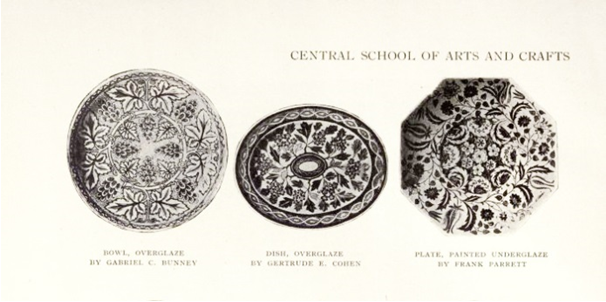 CENTRAL SCHOOL OF ARTS AND CRAFTS
BOWL, OVERGLAZE
BY GABRIEL C. BUNNEY
DISH, OVERGLAZE
BY GERTRUDE E. COHEN
PLATE, PAINTED UNDERGLAZE
BY FRANK PARRETT